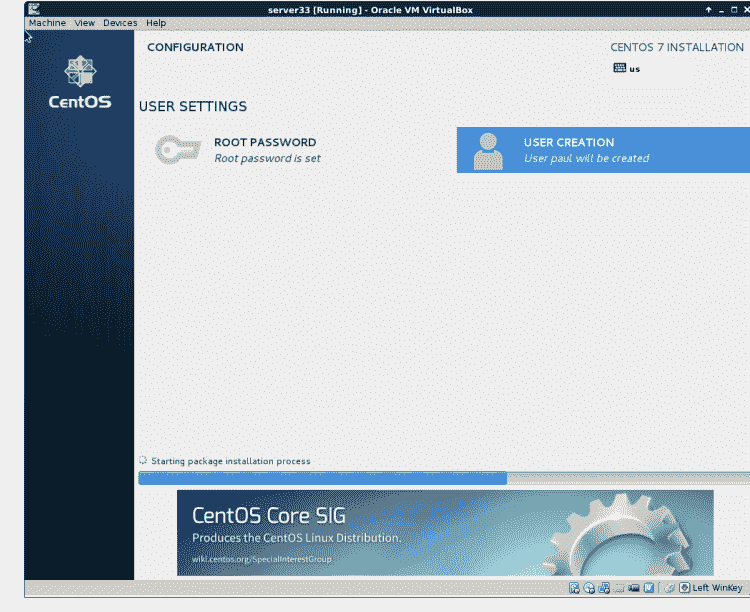 server33 [Running] - Oracle VM VirtualBox
Machine View Devices Help
CONFIGURATION
CENTOS 7 INSTALLATION
us
CentOS
USER SETTINGS
ROOT PASSWORD
Root password is set
USER CREATION
User paul will be created
Starting package installation process
CentOS Core SIG
Produces the CentOS Linux Distribution.
wiki.centos.org/SpecialInterestGroup
Left WinKey